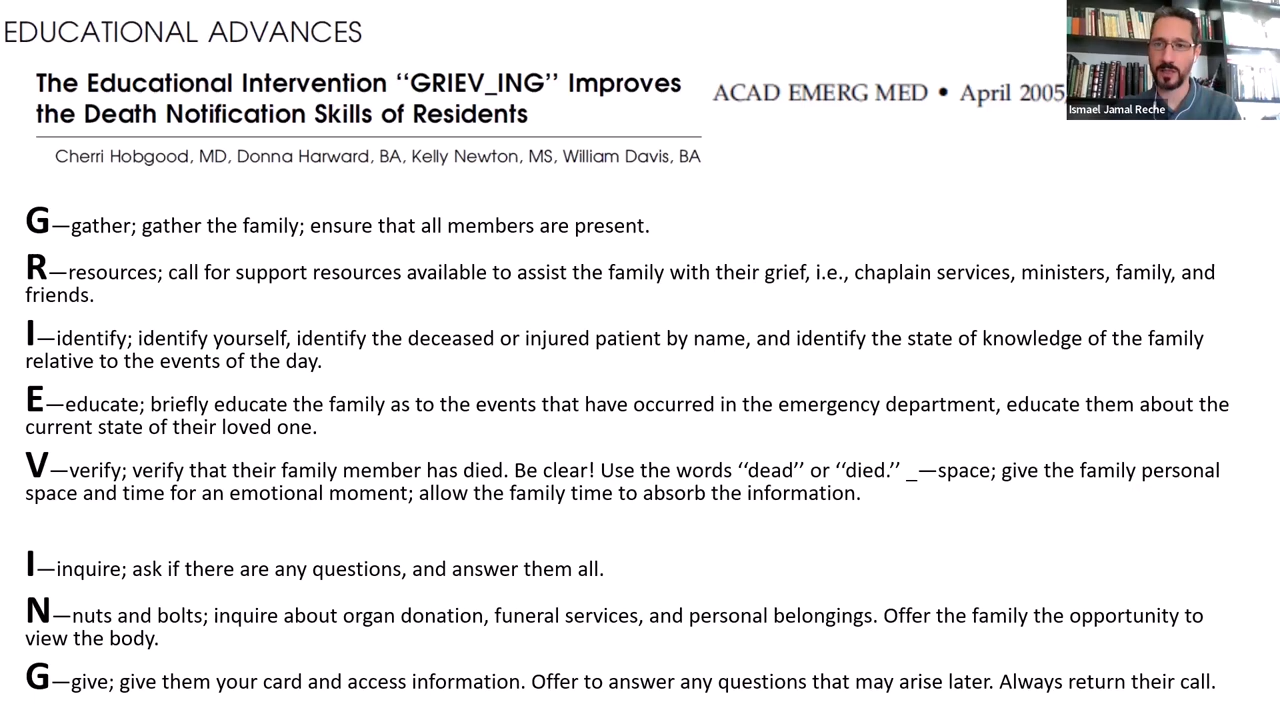 EDUCATIONAL ADVANCES
The Educational Intervention ‘‘GRIEV_ING’’ Improves
the Death Notification Skills of Residents
ACAD EMERG MED • April 2005
Ismael Jamal Reche
Cherri Hobgood, MD, Donna Harward, BA, Kelly Newton, MS, William Davis, BA
G—gather; gather the family; ensure that all members are present.
R—resources; call for support resources available to assist the family with their grief, i.e., chaplain services, ministers, family, and
friends.
I—identify; identify yourself, identify the deceased or injured patient by name, and identify the state of knowledge of the family
relative to the events of the day.
E—educate; briefly educate the family as to the events that have occurred in the emergency department, educate them about the
current state of their loved one.
V—verify; verify that their family member has died. Be clear! Use the words ‘‘dead’’ or ‘‘died.’’ _—space; give the family personal
space and time for an emotional moment; allow the family time to absorb the information.
I—inquire; ask if there are any questions, and answer them all.
N—nuts and bolts; inquire about organ donation, funeral services, and personal belongings. Offer the family the opportunity to
view the body.
G—give; give them your card and access information. Offer to answer any questions that may arise later. Always return their call.